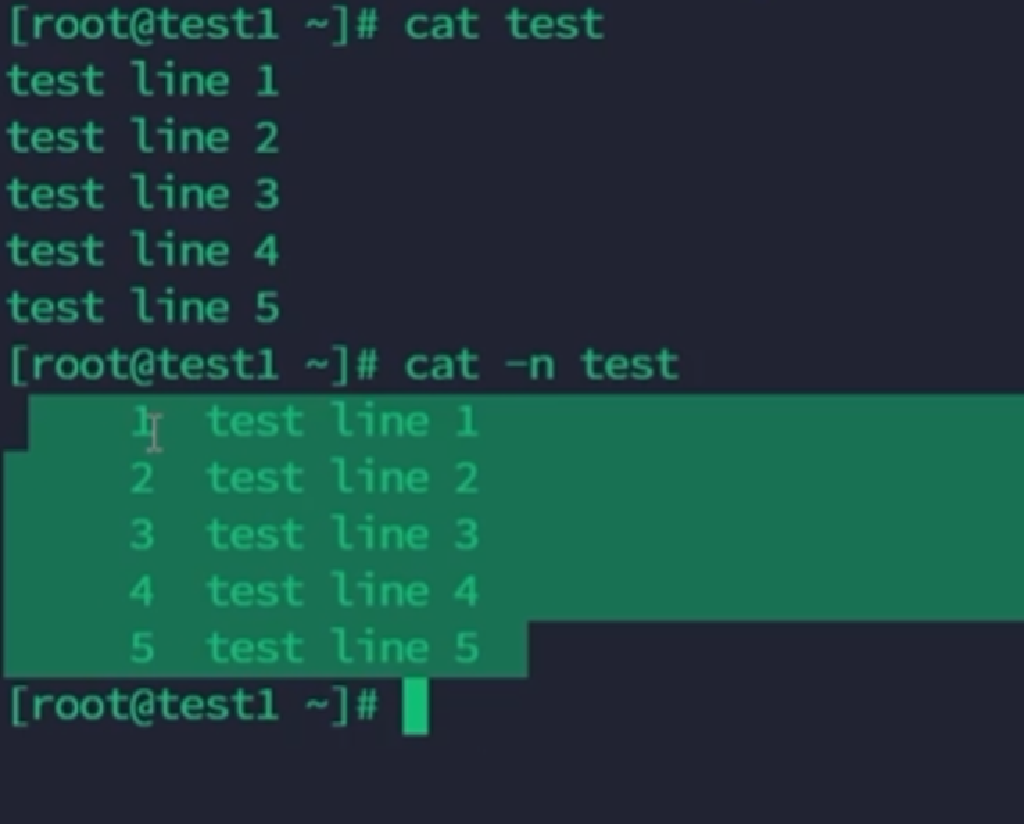 [root@test1 ~]# cat test
test line 1
test line 2
test line 3
test line 4
test line 5
[root@test1 ~]# cat -n test
     1  test line 1
     2  test line 2
     3  test line 3
     4  test line 4
     5  test line 5
[root@test1 ~]#